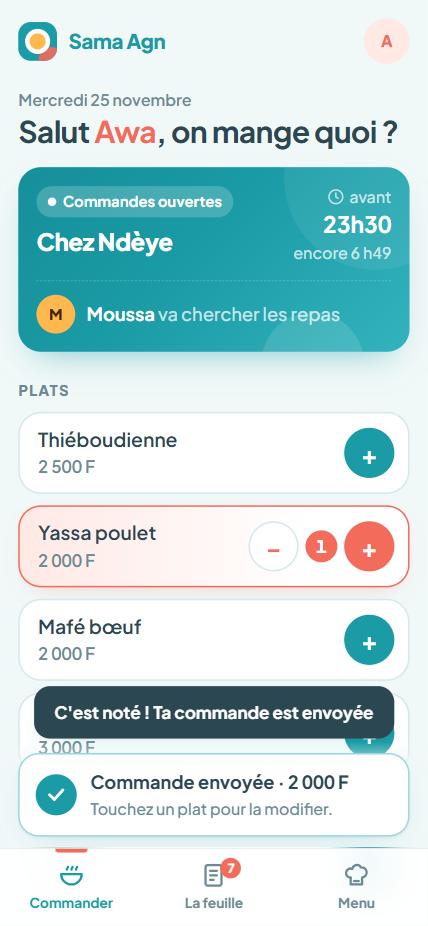 Sama Agn
A
Mercredi 25 novembre
Salut Awa, on mange quoi ?
Commandes ouvertes
avant
23h30
Chez Ndèye
encore 6 h49
M
Moussa va chercher les repas
PLATS
Thiéboudienne
2 500 F
+
Yassa poulet
2 000 F
− 1 +
Mafé bœuf
2 000 F
+
C'est noté ! Ta commande est envoyée
3 000 F
+
Commande envoyée · 2 000 F
Touchez un plat pour la modifier.
7
Commander
La feuille
Menu